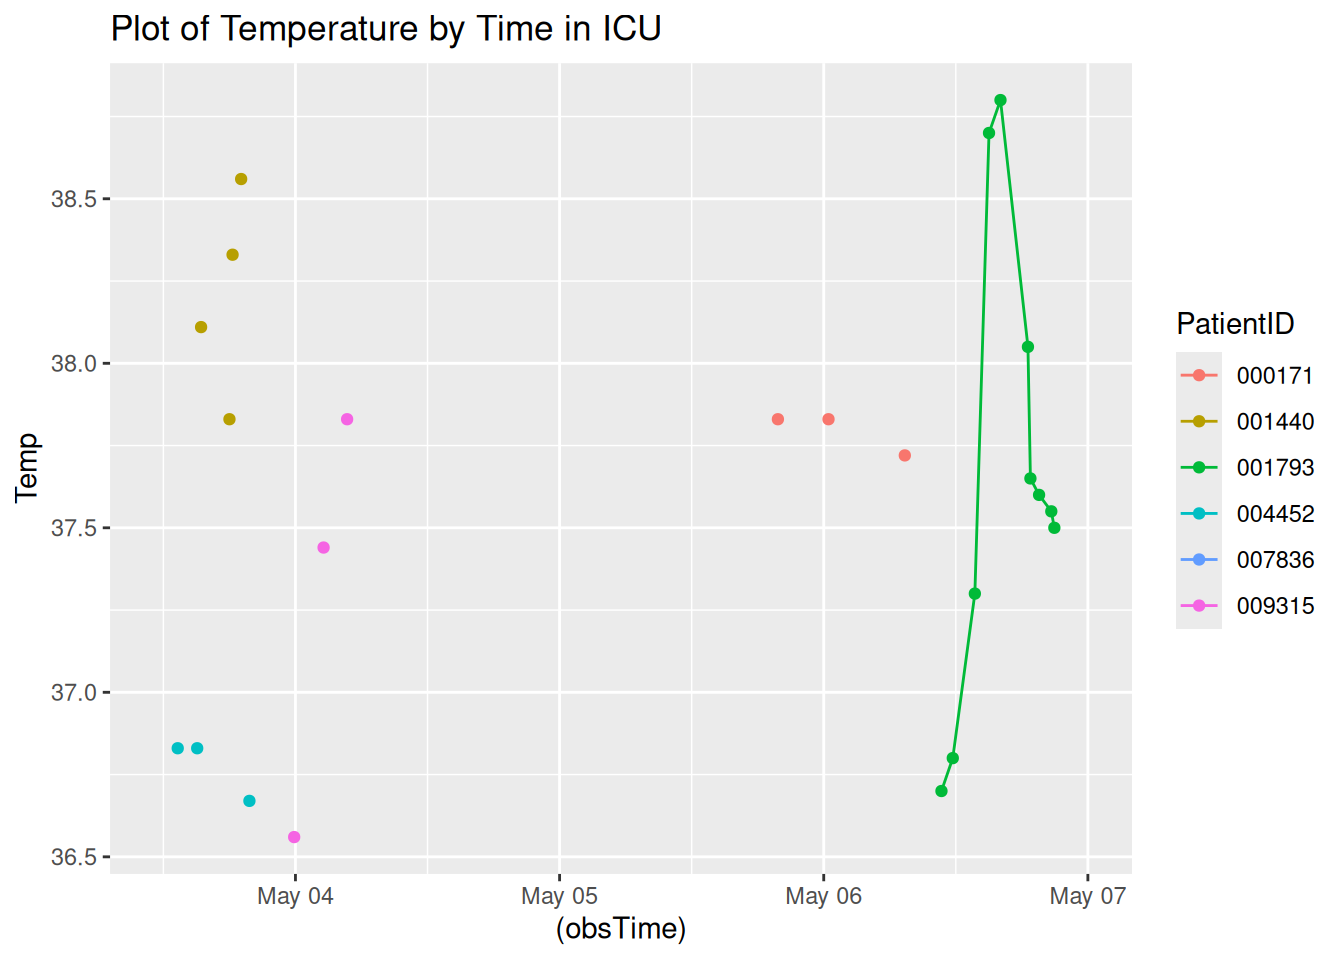 Plot of Temperature by Time in ICU
38.5
38.0
37.5
37.0
36.5
Temp
May 04
May 05
May 06
May 07
(obsTime)
PatientID
000171
001440
001793
004452
007836
009315